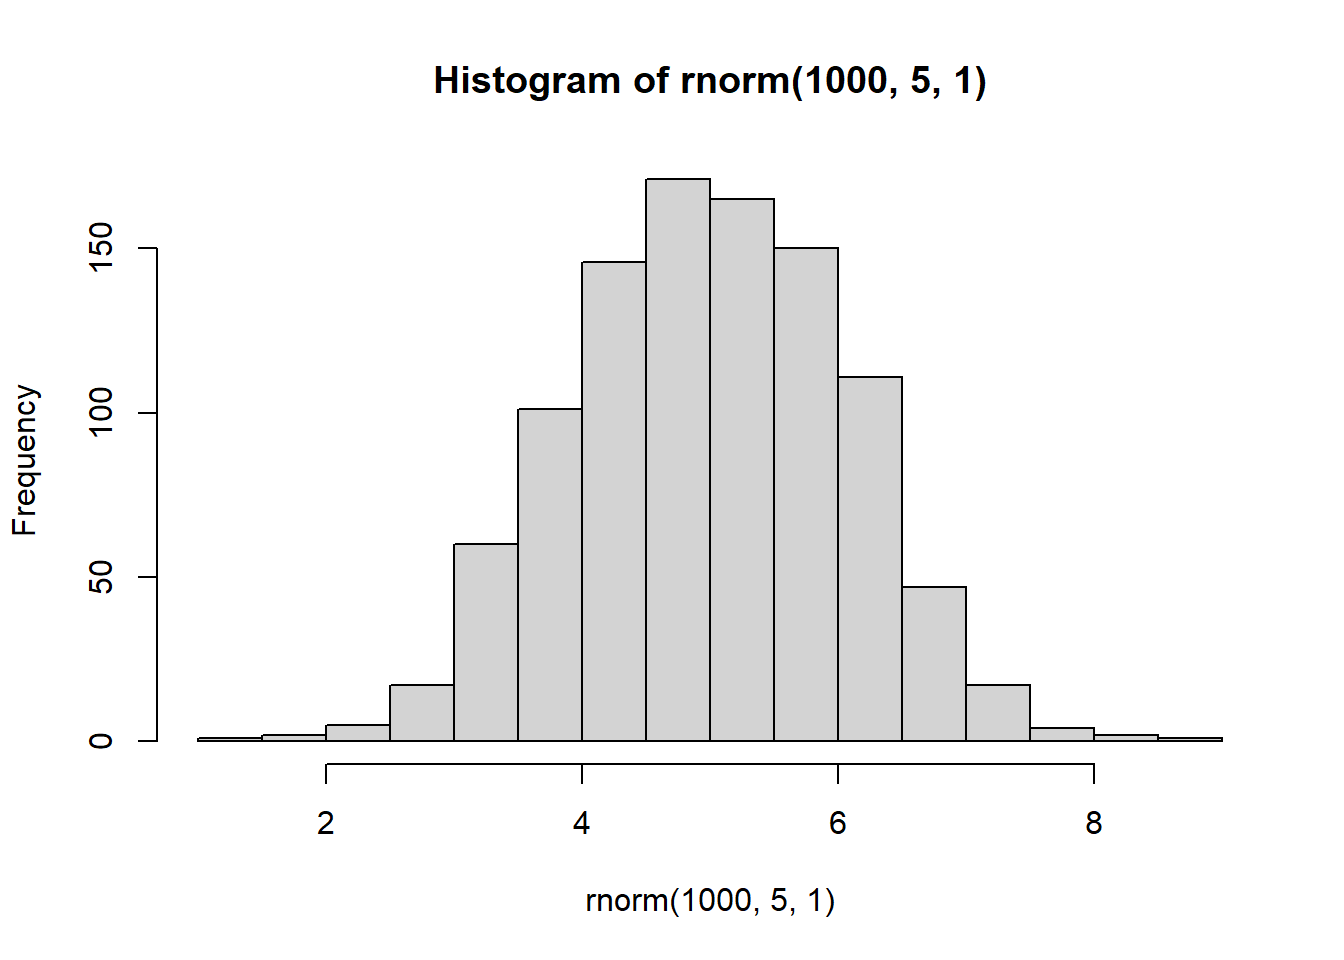 Histogram of rnorm(1000, 5, 1)
Frequency
150
100
50
0
2 4 6 8
rnorm(1000, 5, 1)